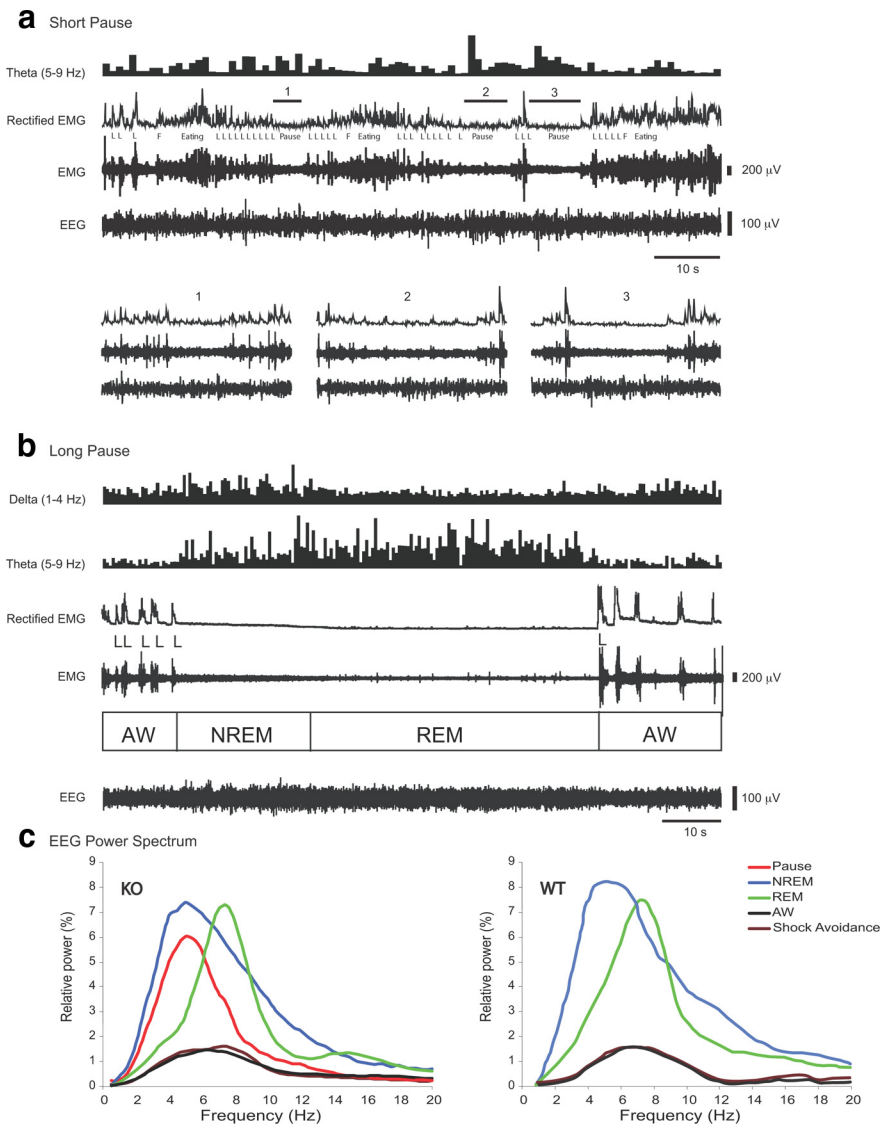 a Short Pause
Theta (5-9 Hz)
1 2 3
Rectified EMG
L L L F Eating L L L L L L L L L L Pause L L L L L F Eating L L L L L L L L L Pause L L L Pause L L L L L F Eating
EMG 200 µV
EEG 100 µV
10 s
1 2 3
b Long Pause
Delta (1-4 Hz)
Theta (5-9 Hz)
Rectified EMG
L L L L L L
EMG 200 µV
AW NREM REM AW
EEG 100 µV
10 s
c EEG Power Spectrum
KO
9
8
7
6
5
4
3
2
1
0
Relative power (%)
0 2 4 6 8 10 12 14 16 18 20
Frequency (Hz)
WT
9
8
7
6
5
4
3
2
1
0
Relative power (%)
0 2 4 6 8 10 12 14 16 18 20
Frequency (Hz)
Pause
NREM
REM
AW
Shock Avoidance